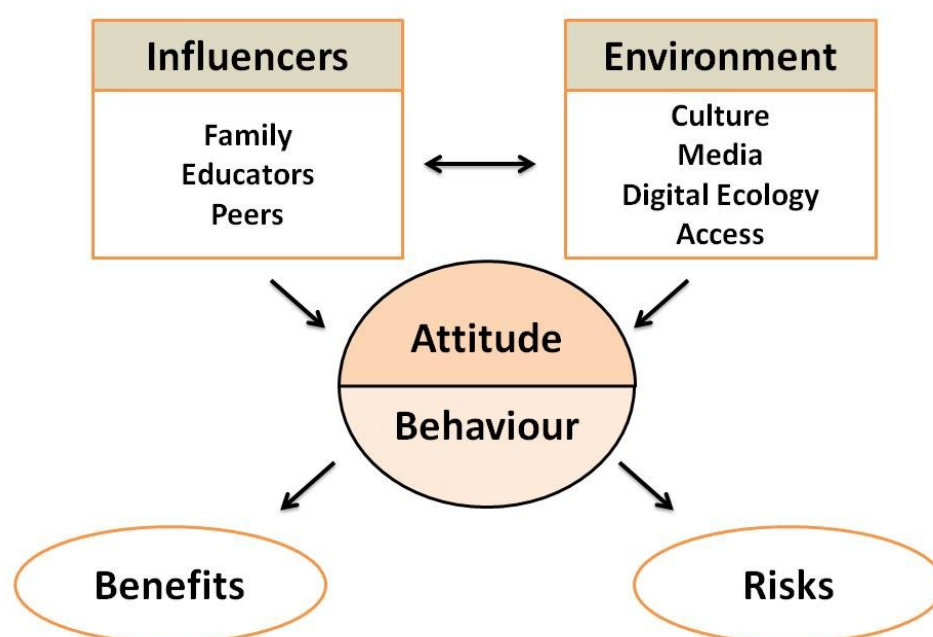 Influencers
Family
Educators
Peers
Environment
Culture
Media
Digital Ecology
Access
Attitude
Behaviour
Benefits
Risks